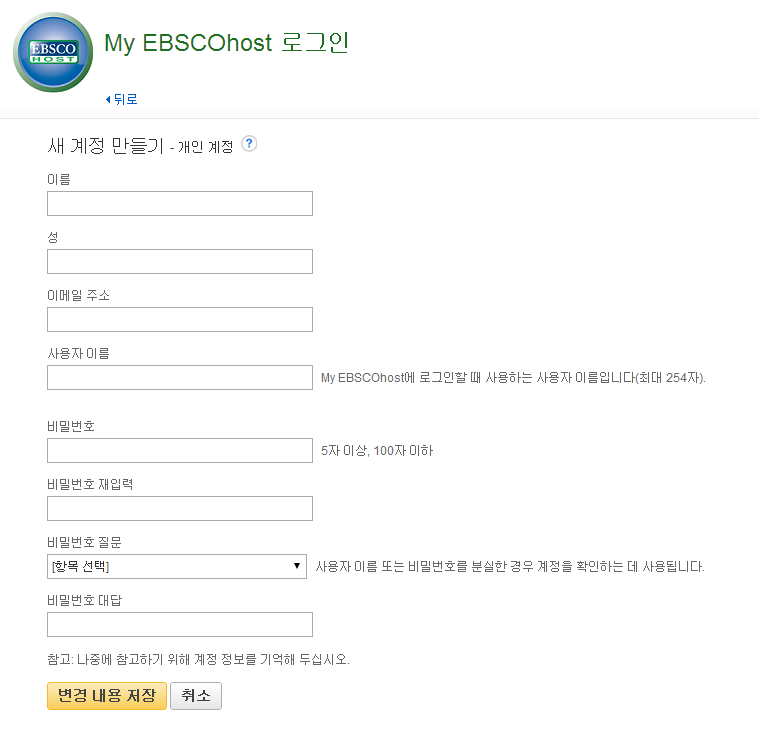 EBSCO
HOST
My EBSCOhost 로그인
뒤로
새 계정 만들기 - 개인 계정 ?
이름
성
이메일 주소
사용자 이름
My EBSCOhost에 로그인할 때 사용하는 사용자 이름입니다(최대 254자).
비밀번호
5자 이상, 100자 이하
비밀번호 재입력
비밀번호 질문
[항목 선택] 사용자 이름 또는 비밀번호를 분실한 경우 계정을 확인하는 데 사용됩니다.
비밀번호 대답
참고: 나중에 참고하기 위해 계정 정보를 기억해 두십시오.
변경 내용 저장 취소